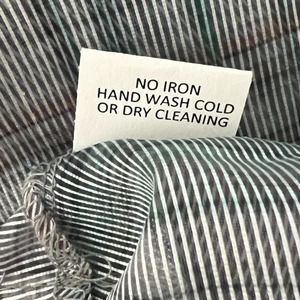 NO IRON
HAND WASH COLD
OR DRY CLEANING